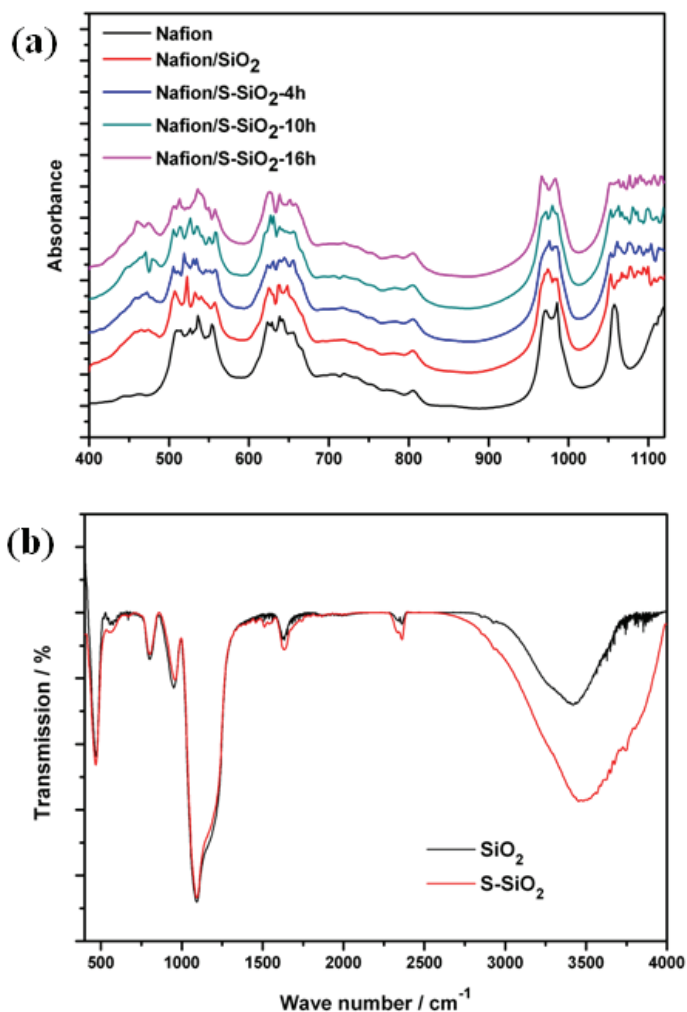 (a)
Nafion
Nafion/SiO₂
Nafion/S-SiO₂-4h
Nafion/S-SiO₂-10h
Nafion/S-SiO₂-16h
Absorbance
400 500 600 700 800 900 1000 1100
(b)
Transmission / %
SiO₂
S-SiO₂
500 1000 1500 2000 2500 3000 3500 4000
Wave number / cm⁻¹